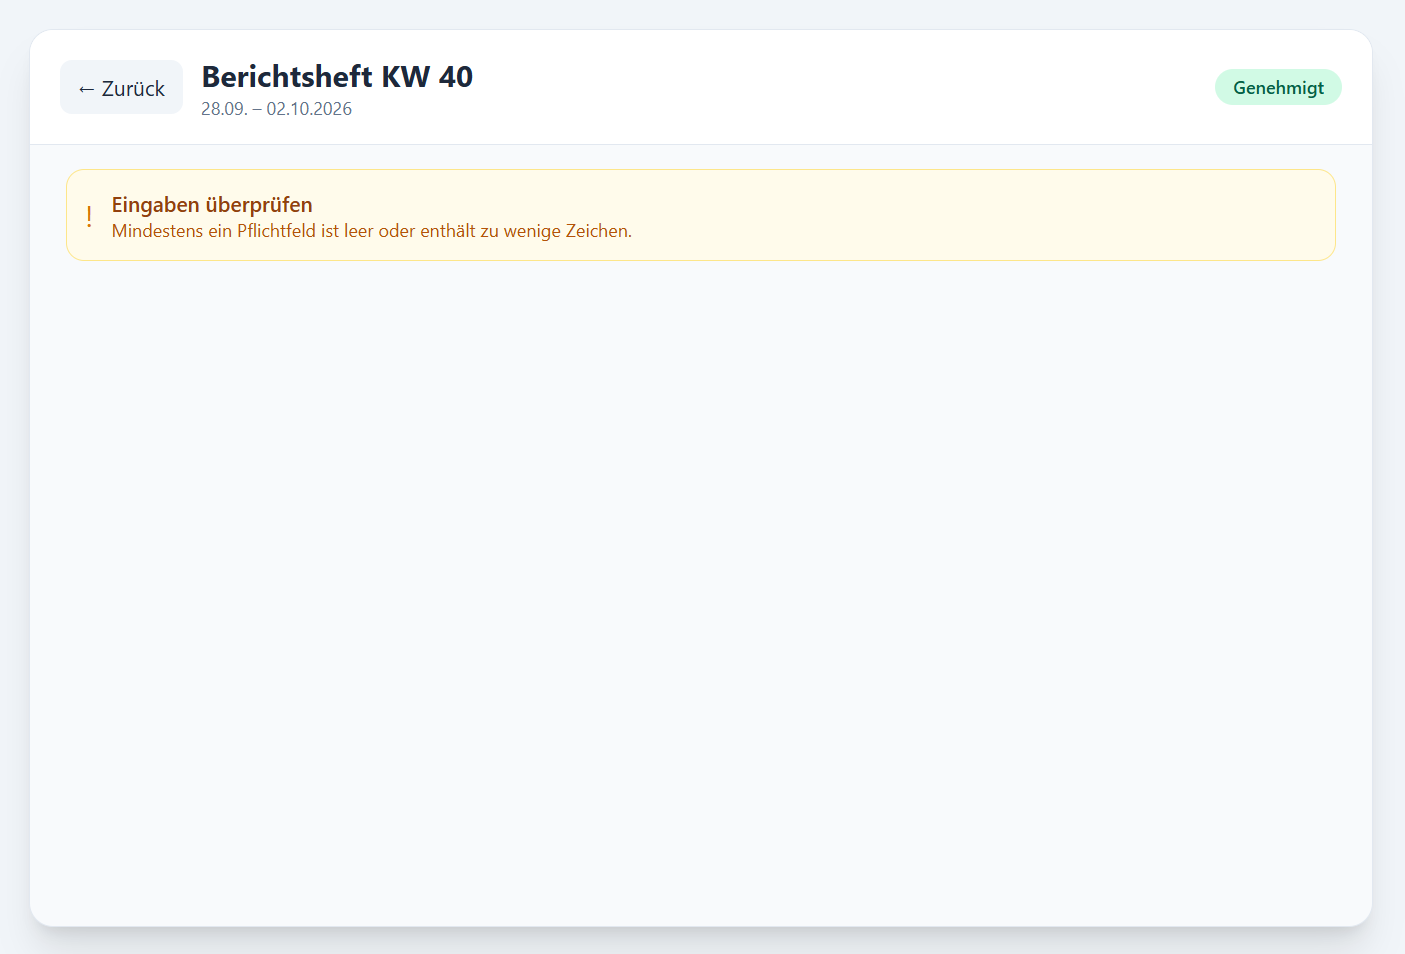 ← Zurück
Berichtsheft KW 40
28.09. – 02.10.2026
Genehmigt
!
Eingaben überprüfen
Mindestens ein Pflichtfeld ist leer oder enthält zu wenige Zeichen.